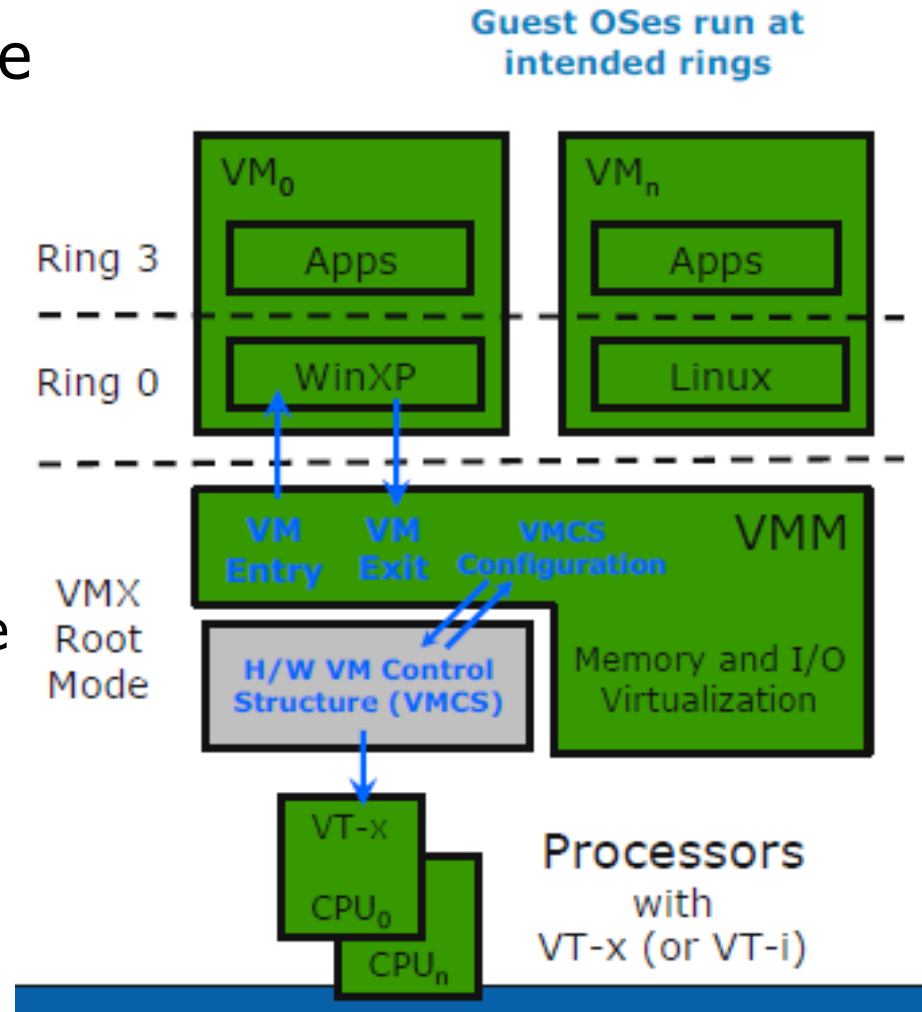 e
Guest OSes run at
intended rings
VM₀
VMₙ
Ring 3
Apps
Apps
Ring 0
WinXP
Linux
VM
Entry
VM
Exit
VMCS
Configuration
VMM
VMX
Root
Mode
e
H/W VM Control
Structure (VMCS)
Memory and I/O
Virtualization
VT-x
CPU₀
CPUₙ
Processors
with
VT-x (or VT-i)